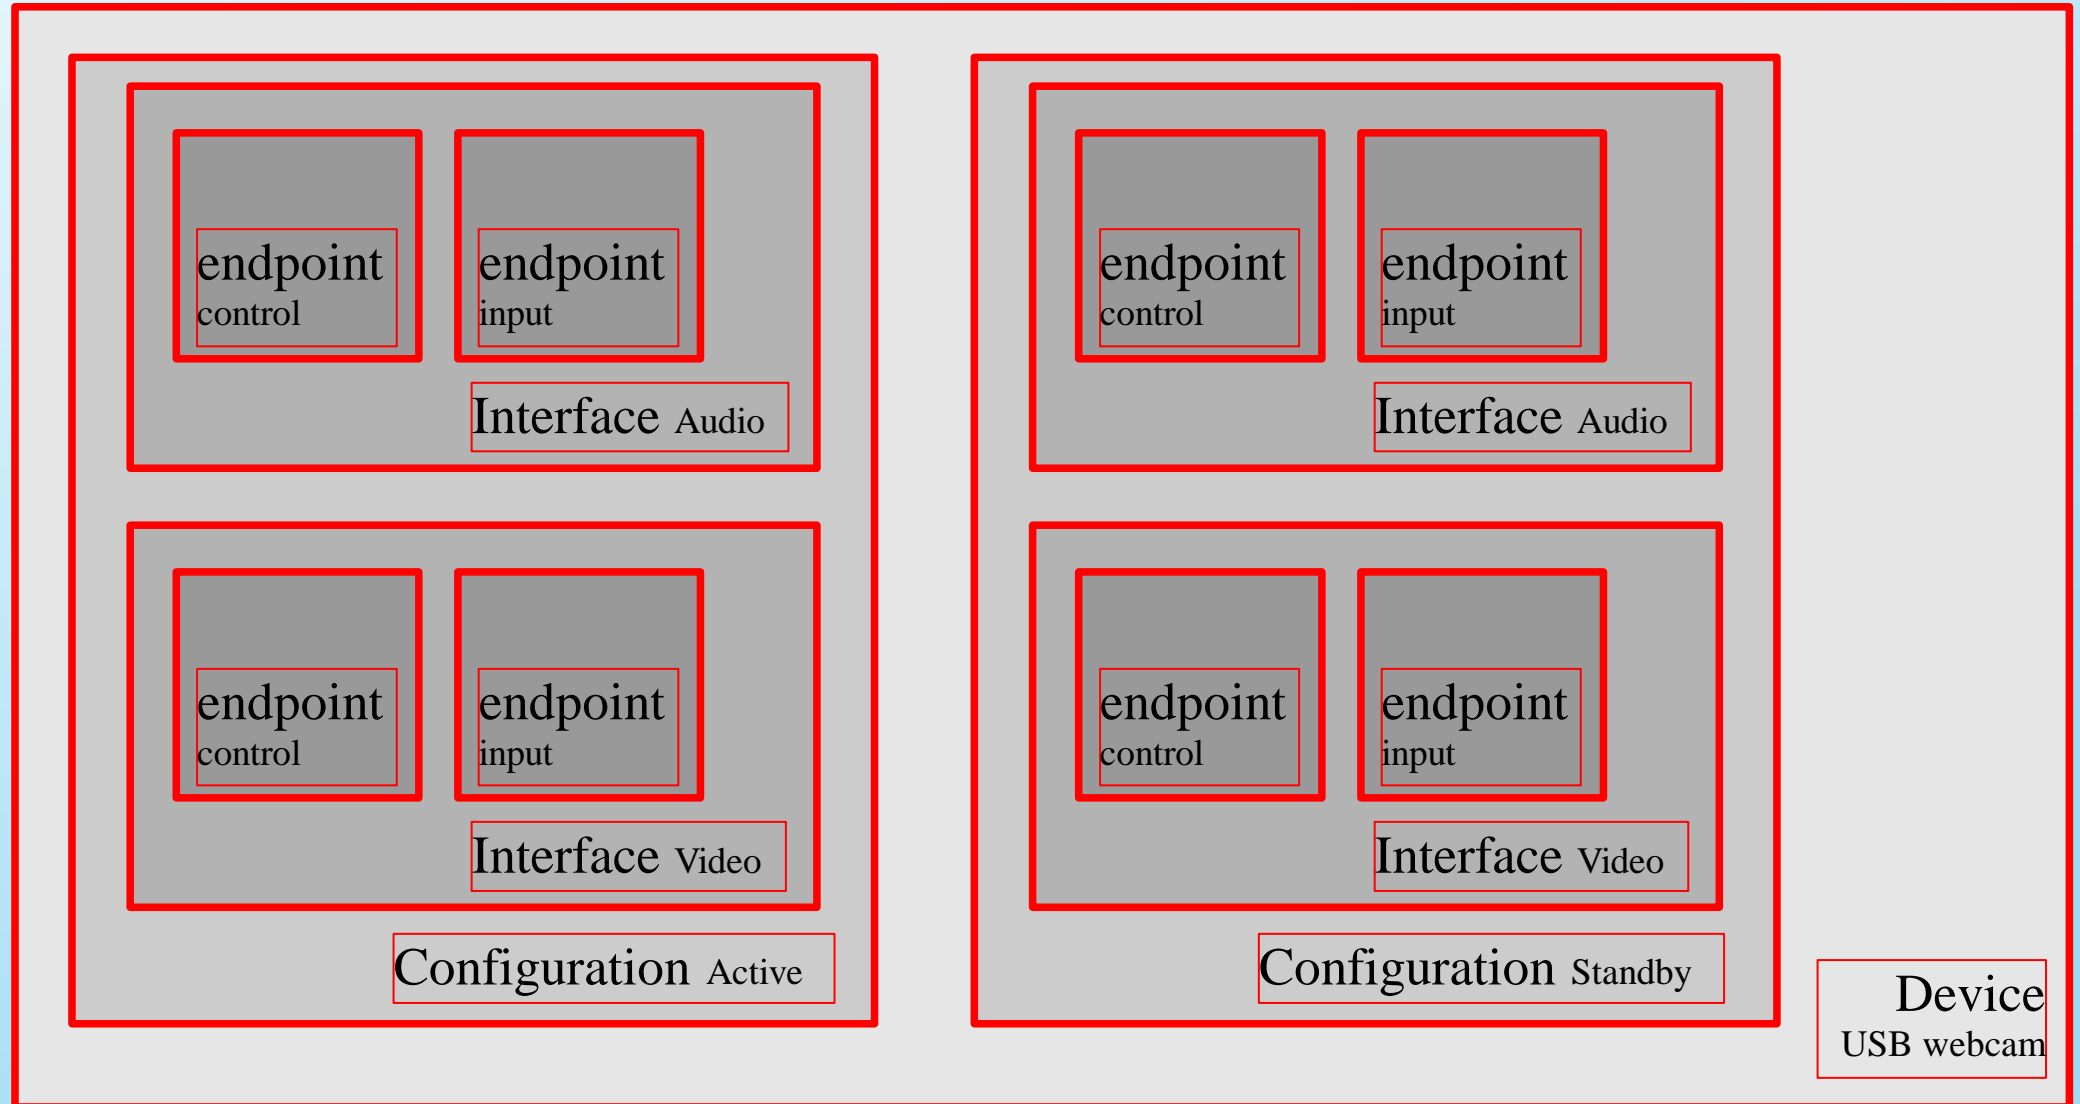 endpoint
control
endpoint
input
Interface Audio
endpoint
control
endpoint
input
Interface Video
Configuration Active
endpoint
control
endpoint
input
Interface Audio
endpoint
control
endpoint
input
Interface Video
Configuration Standby
Device
USB webcam